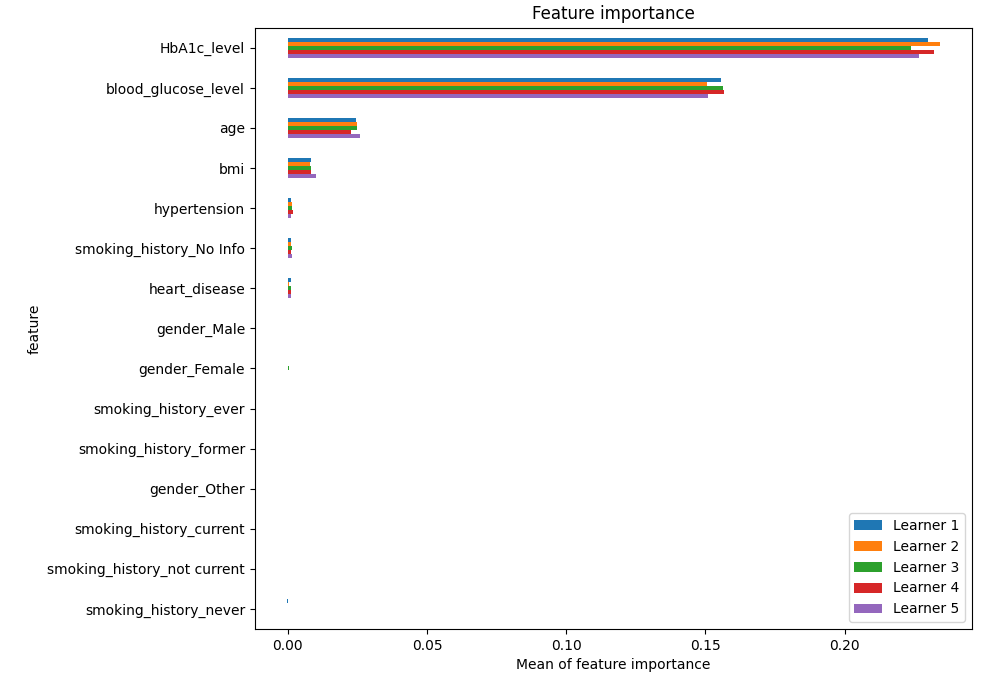 Feature importance
HbA1c_level
blood_glucose_level
age
bmi
hypertension
smoking_history_No Info
heart_disease
gender_Male
gender_Female
smoking_history_ever
smoking_history_former
gender_Other
smoking_history_current
smoking_history_not current
smoking_history_never
feature
Learner 1
Learner 2
Learner 3
Learner 4
Learner 5
0.00 0.05 0.10 0.15 0.20
Mean of feature importance